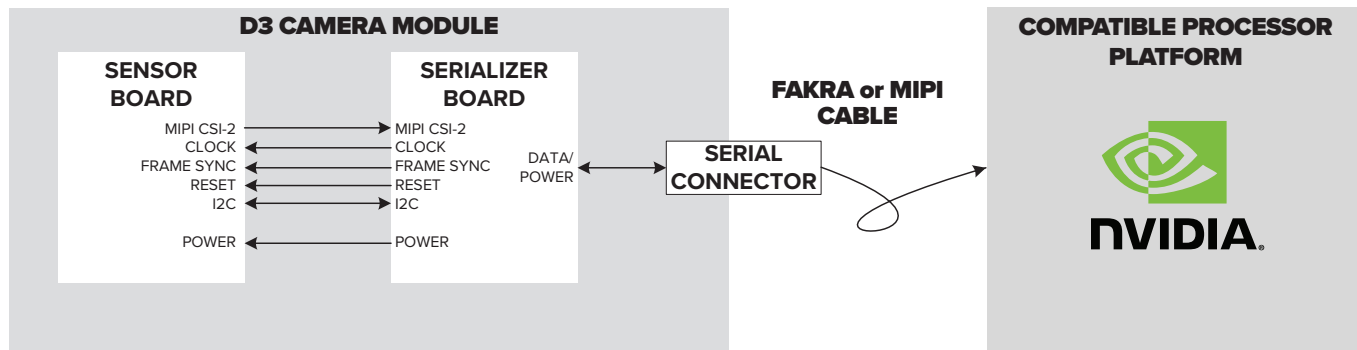 D3 CAMERA MODULE
SENSOR
BOARD
MIPI CSI-2
CLOCK
FRAME SYNC
RESET
I2C
POWER
SERIALIZER
BOARD
MIPI CSI-2
CLOCK
FRAME SYNC
RESET
I2C
POWER
DATA/
POWER
SERIAL
CONNECTOR
FAKRA or MIPI
CABLE
COMPATIBLE PROCESSOR
PLATFORM
NVIDIA.